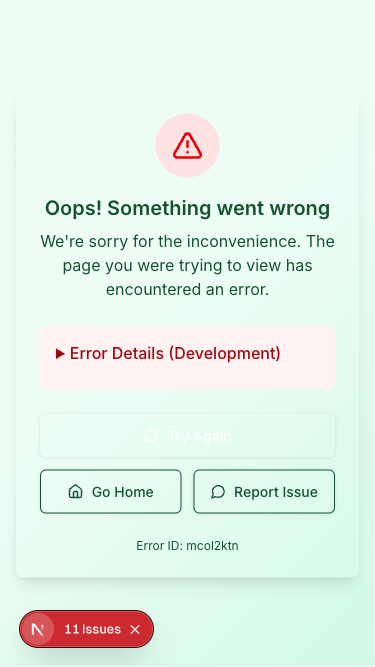 Oops! Something went wrong
We're sorry for the inconvenience. The
page you were trying to view has
encountered an error.
Error Details (Development)
Try Again
Go Home
Report Issue
Error ID: mcol2ktn
N 11 Issues